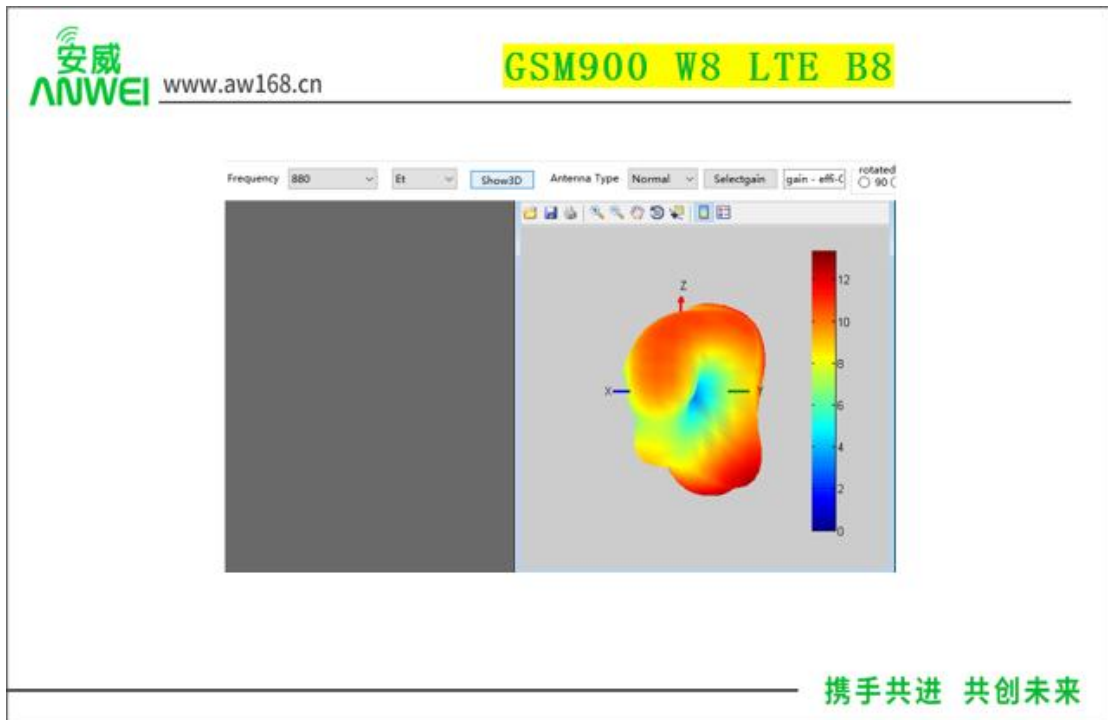 安威
ANWEI www.aw168.cn
GSM900 W8 LTE B8
Frequency 880 Et Show3D Antenna Type Normal Selectgain gain - effi-C rotated
90
Z
X
Y
12
10
8
6
4
2
0
携手共进 共创未来